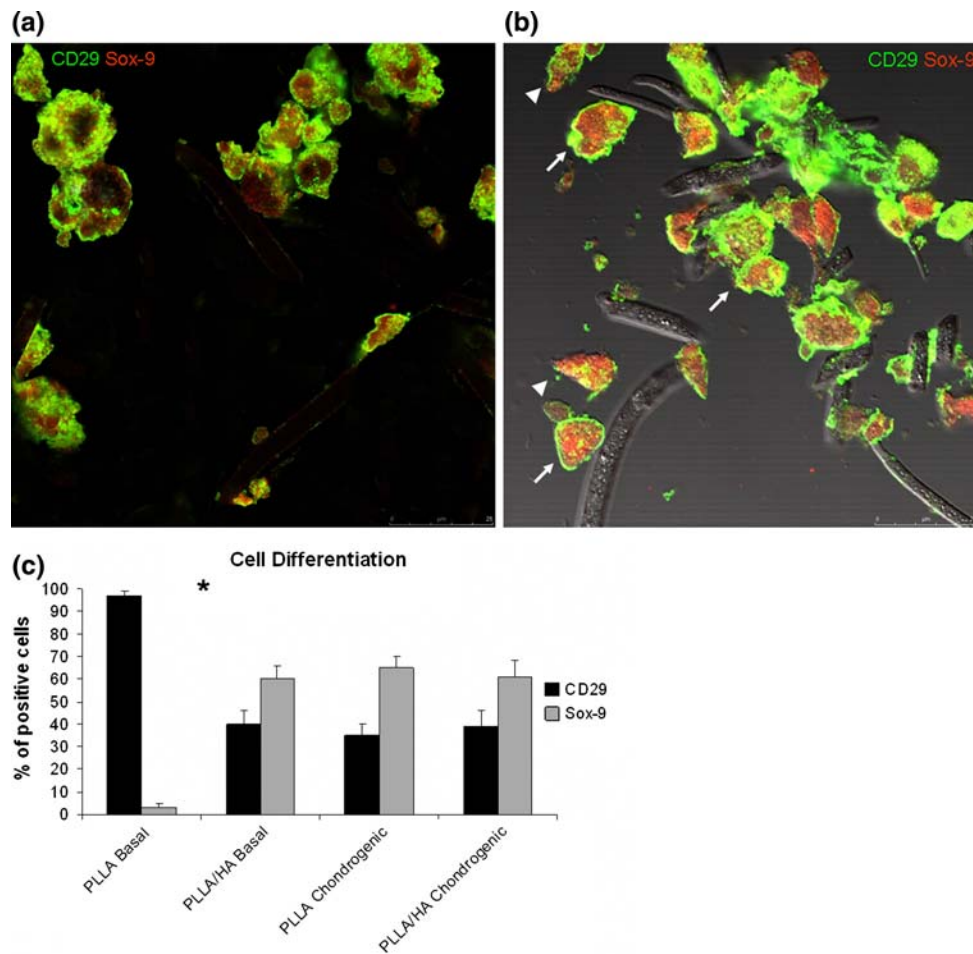 (a)
CD29 Sox-9
25
(b)
CD29 Sox-9
(c)
Cell Differentiation
*
% of positive cells
100
90
80
70
60
50
40
30
20
10
0
CD29
Sox-9
PLLA Basal
PLLA/HA Basal
PLLA Chondrogenic
PLLA/HA Chondrogenic